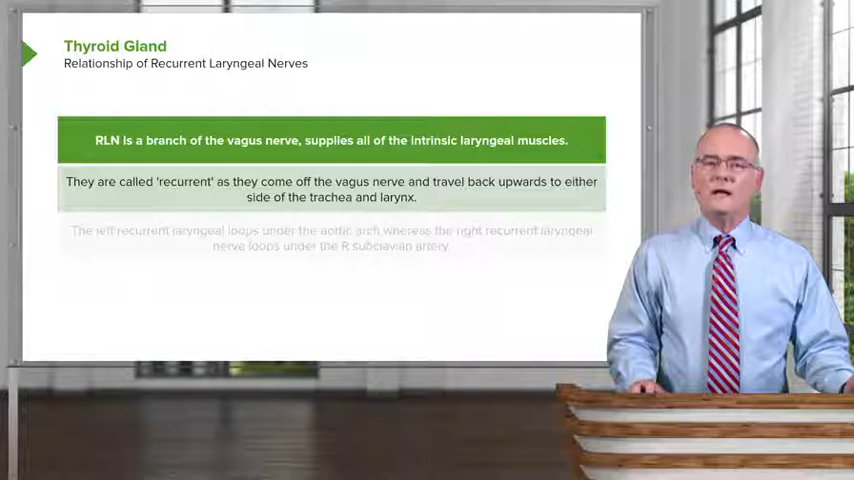 Thyroid Gland
Relationship of Recurrent Laryngeal Nerves
RLN is a branch of the vagus nerve, supplies all of the intrinsic laryngeal muscles.
They are called 'recurrent' as they come off the vagus nerve and travel back upwards to either
side of the trachea and larynx.
The left recurrent laryngeal loops under the aortic arch whereas the right recurrent laryngeal
nerve loops under the R subclavian artery.